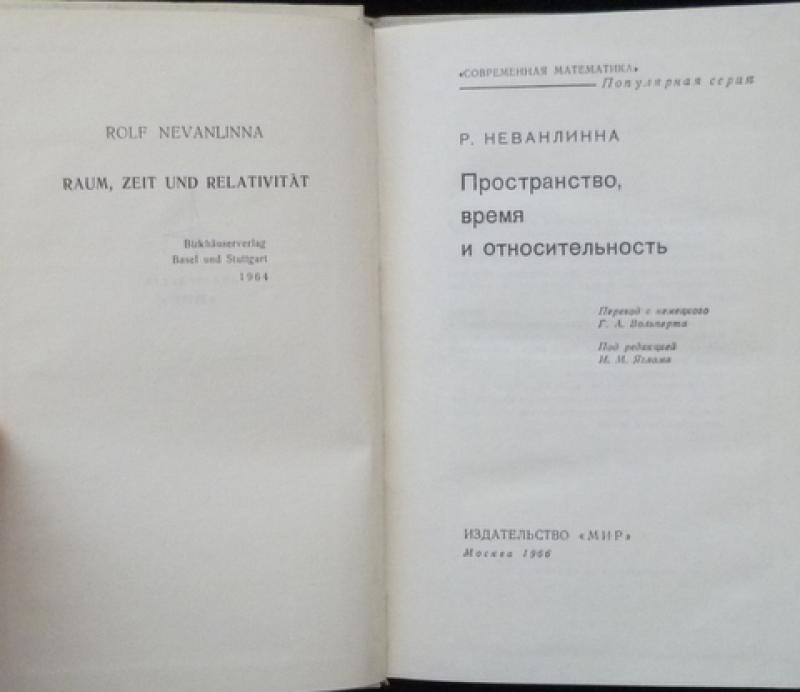 ROLF NEVANLINNA
RAUM, ZEIT UND RELATIVITÄT
Birkhäuserverlag
Basel und Stuttgart
1964
«СОВРЕМЕННАЯ МАТЕМАТИКА»
Популярная серия
Р. НЕВАНЛИННА
Пространство,
время
и относительность
Перевод с немецкого
Г. А. Вольперта
Под редакцией
И. М. Яглома
ИЗДАТЕЛЬСТВО «МИР»
Москва 1966